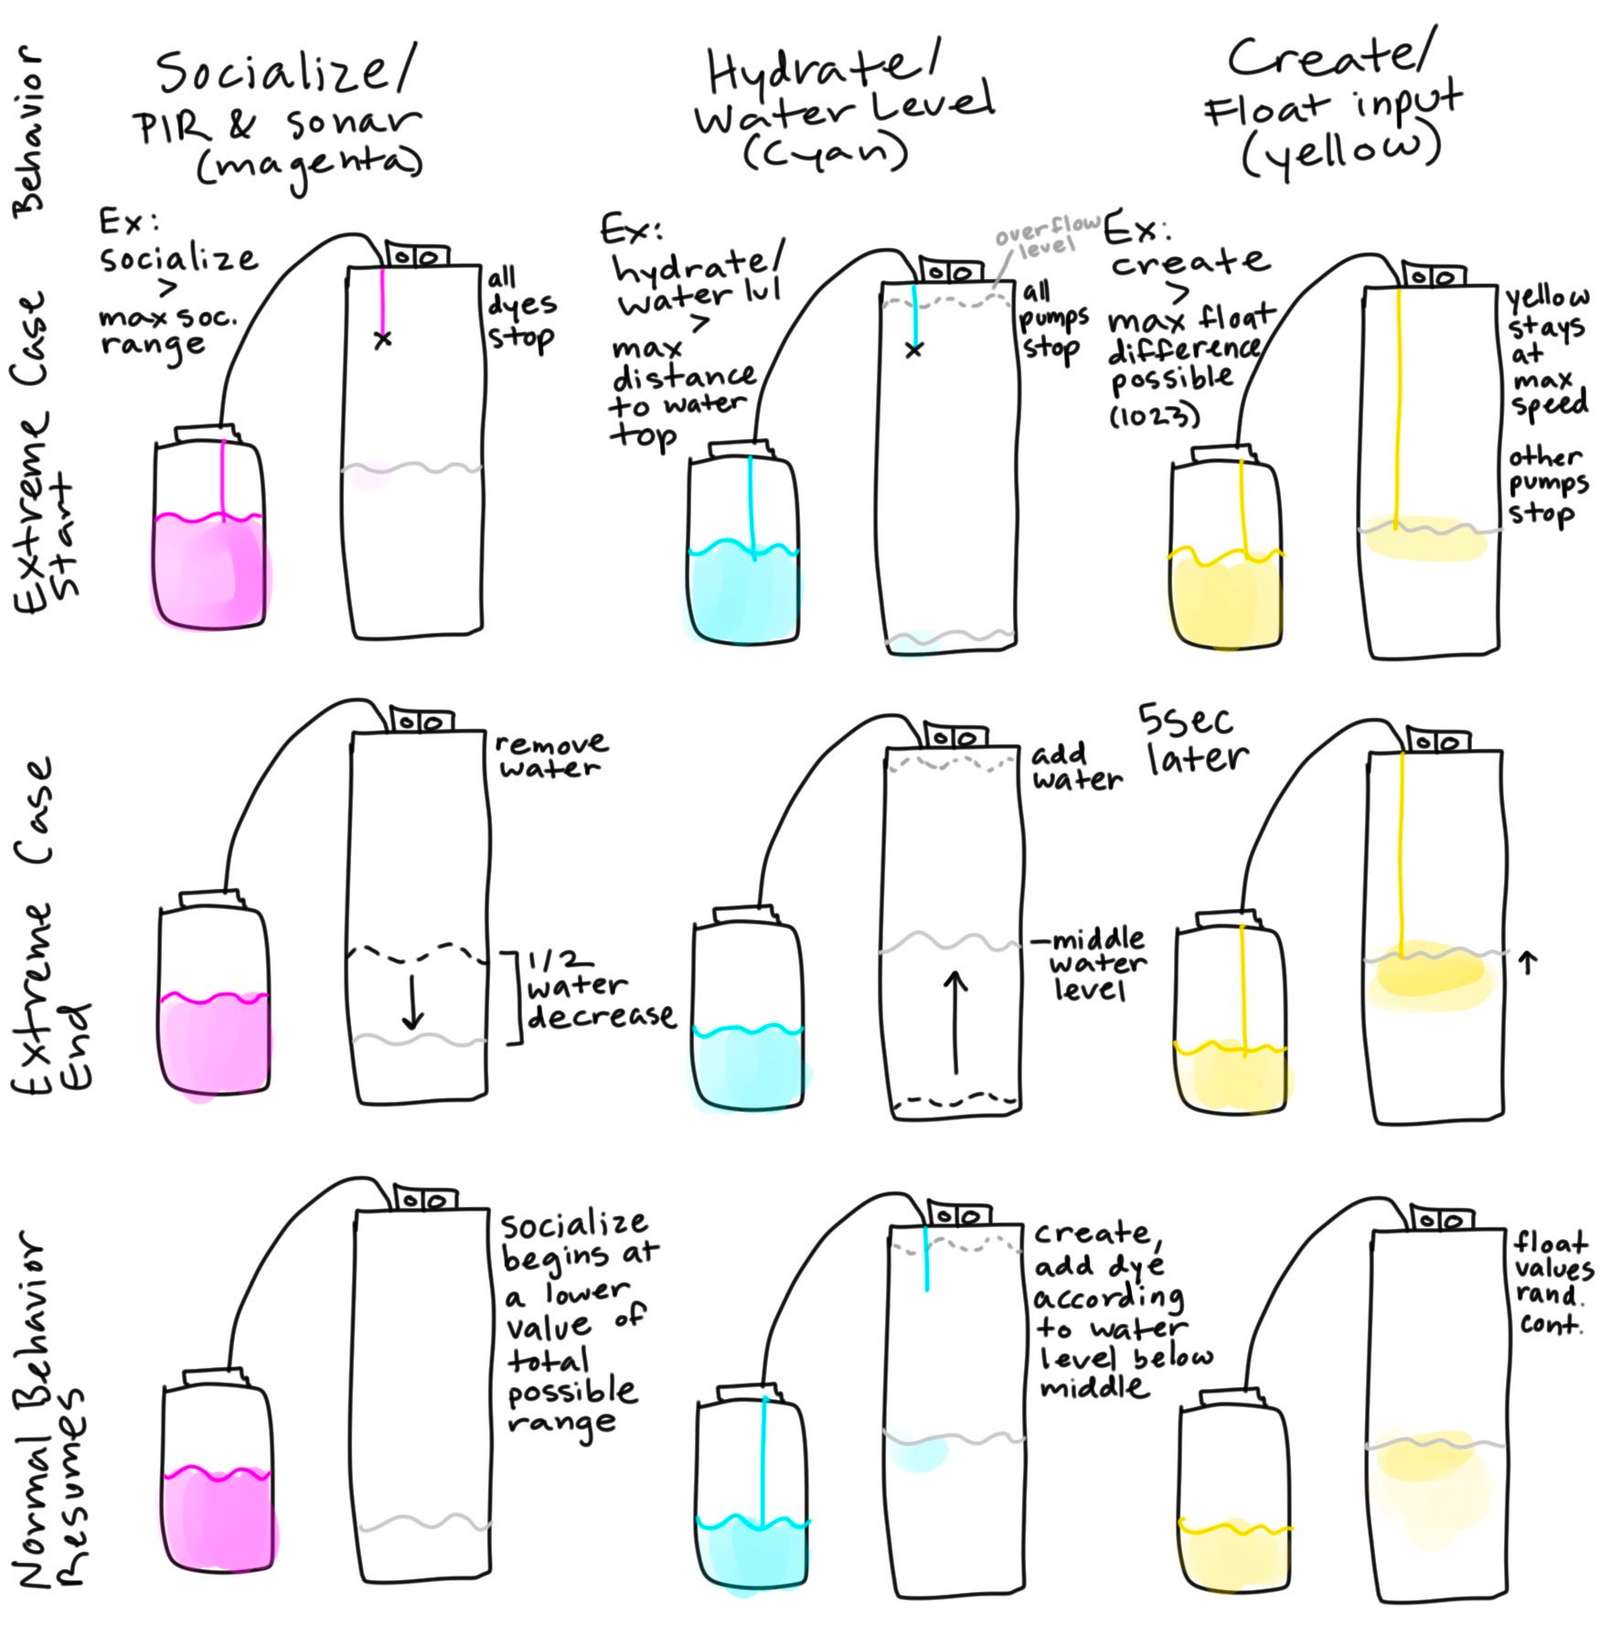 Behavior
Socialize/
PIR & sonar
(magenta)
Hydrate/
Water Level
(Cyan)
Create/
Float input
(yellow)
Extreme Case
Start
Ex:
socialize
>
max soc.
range
all
dyes
stop
Ex:
hydrate/
water lvl
>
max
distance
to water
top
overflow
level
all
pumps
stop
Ex:
create
>
max float
difference
possible
(1023)
yellow
stays
at
max
speed
other
pumps
stop
Extreme Case
End
remove
water
1/2
water
decrease
add
water
middle
water
level
5sec
later
Normal Behavior
Resumes
socialize
begins at
a lower
value of
total
possible
range
create,
add dye
according
to water
level below
middle
float
values
rand.
cont.